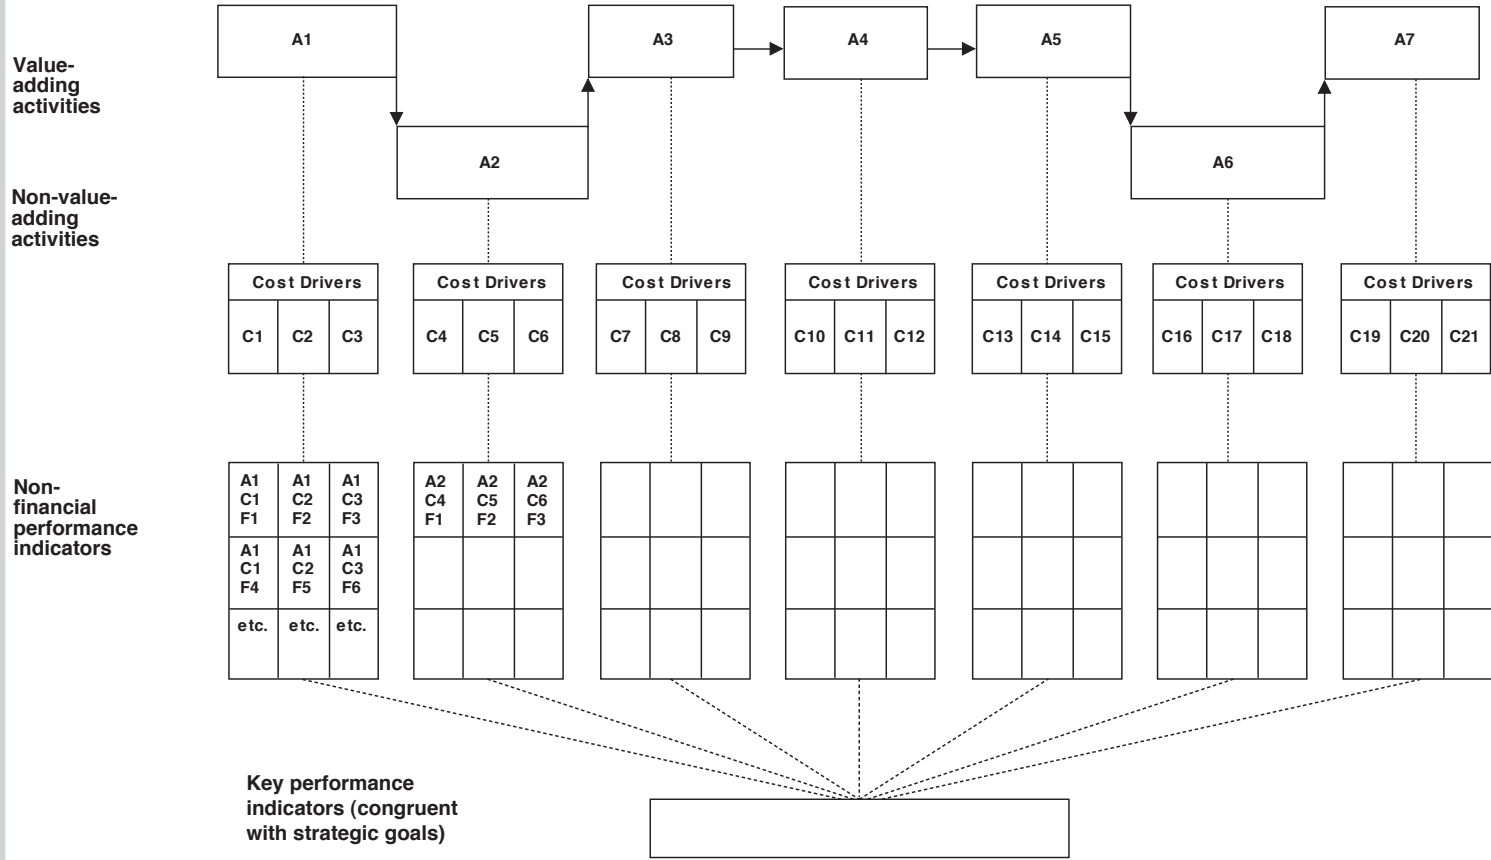 A1
A3
A4
A5
A7
Value-
adding
activities
A2
A6
Non-value-
adding
activities
Cost Drivers
Cost Drivers
Cost Drivers
Cost Drivers
Cost Drivers
Cost Drivers
Cost Drivers
C1 C2 C3
C4 C5 C6
C7 C8 C9
C10 C11 C12
C13 C14 C15
C16 C17 C18
C19 C20 C21
Non-
financial
performance
indicators
A1 A1 A1
C1 C2 C3
F1 F2 F3
A1 A1 A1
C1 C2 C3
F4 F5 F6
etc. etc. etc.
A2 A2 A2
C4 C5 C6
F1 F2 F3
Key performance
indicators (congruent
with strategic goals)